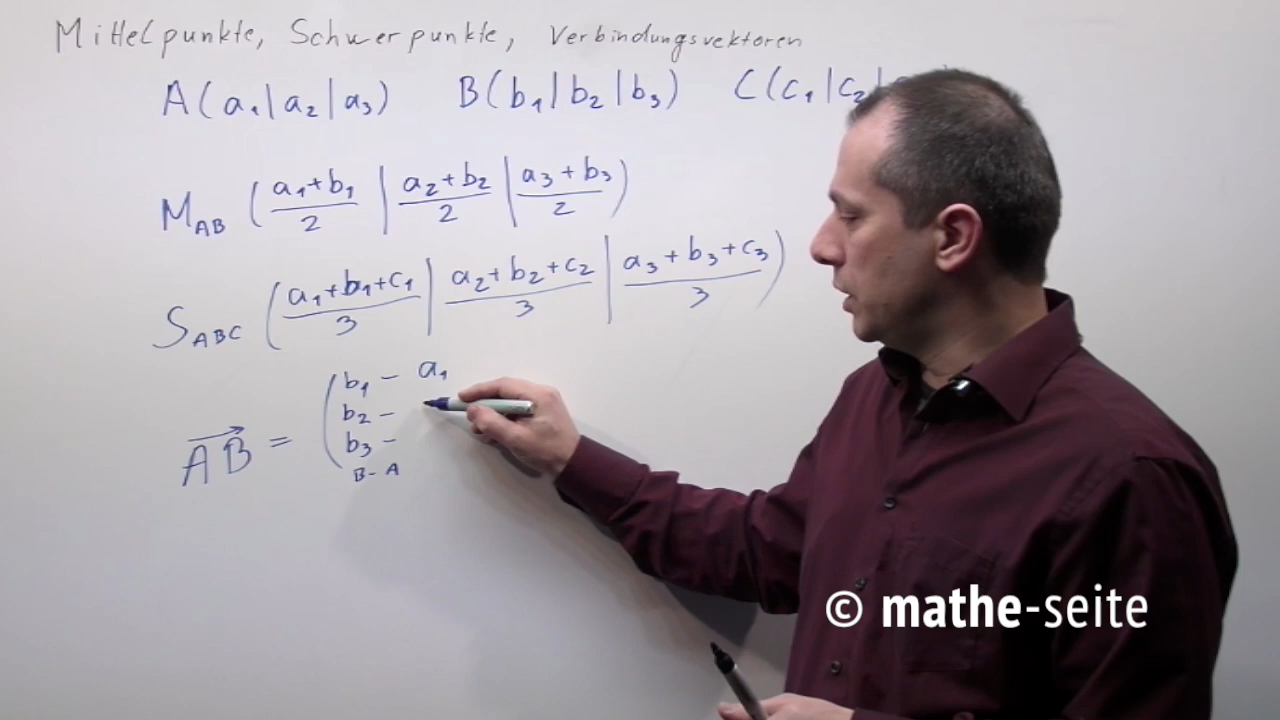 Mittelpunkte, Schwerpunkte, Verbindungsvektoren
A(a₁|a₂|a₃) B(b₁|b₂|b₃) C(c₁|c₂|
M_AB ( (a₁+b₁)/2 | (a₂+b₂)/2 | (a₃+b₃)/2 )
S_ABC ( (a₁+b₁+c₁)/3 | (a₂+b₂+c₂)/3 | (a₃+b₃+c₃)/3 )
b₁ - a₁
b₂ -
AB⃗ = ( b₃ -
B - A
© mathe-seite